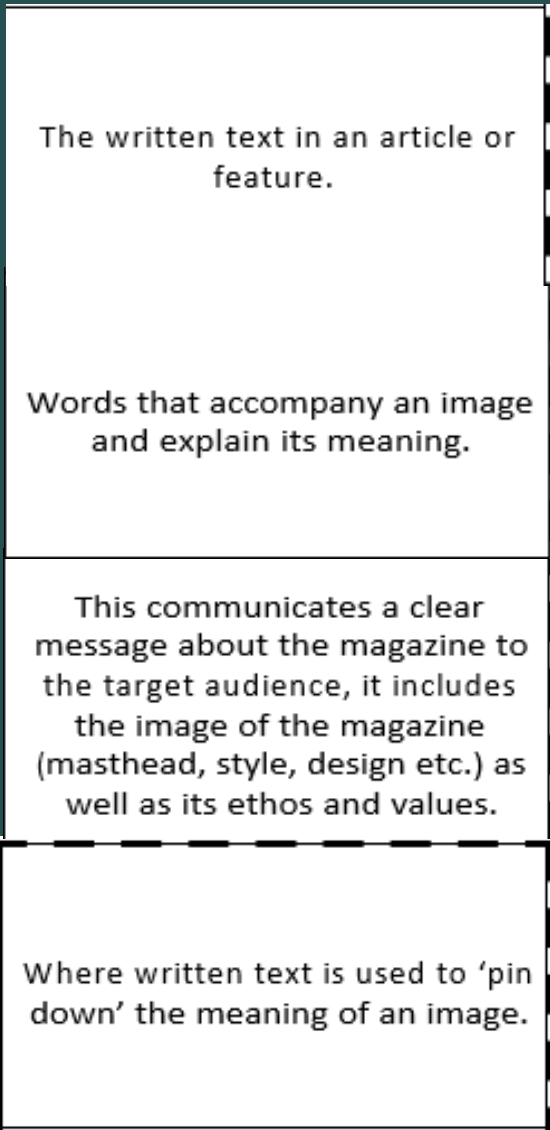 The written text in an article or
feature.
Words that accompany an image
and explain its meaning.
This communicates a clear
message about the magazine to
the target audience, it includes
the image of the magazine
(masthead, style, design etc.) as
well as its ethos and values.
Where written text is used to ‘pin
down’ the meaning of an image.